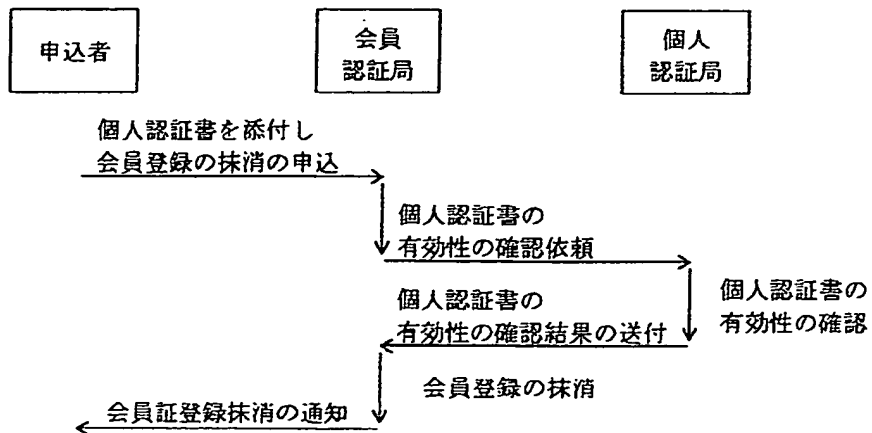 申込者
会員
認証局
個人
認証局
個人認証書を添付し
会員登録の抹消の申込
個人認証書の
有効性の確認依頼
個人認証書の
有効性の確認
個人認証書の
有効性の確認結果の送付
会員登録の抹消
会員証登録抹消の通知